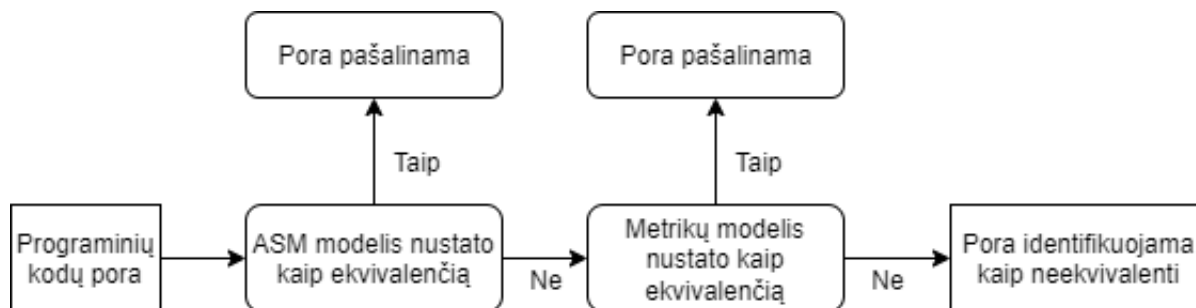 Pora pašalinama
Pora pašalinama
Taip
Taip
Programinių
kodų pora
ASM modelis nustato
kaip ekvivalenčią
Ne
Metrikų modelis
nustato kaip
ekvivalenčią
Ne
Pora identifikuojama
kaip neekvivalenti